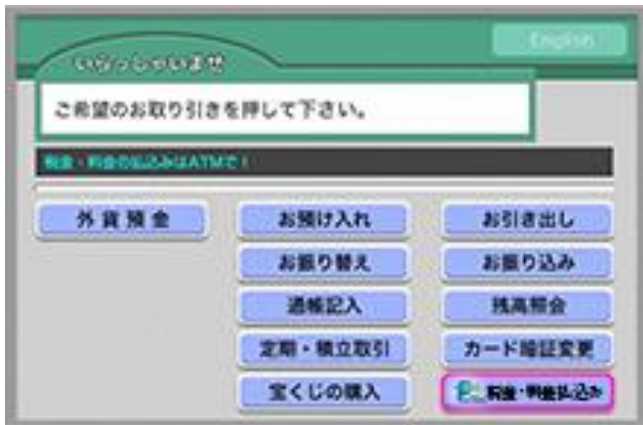 English
いらっしゃいませ
ご希望のお取り引きを押して下さい。
税金・料金の払込みはATMで!
外貨預金
お預け入れ
お引き出し
お振り替え
お振り込み
通帳記入
残高照会
定期・積立取引
カード暗証変更
宝くじの購入
税金・料金払込み